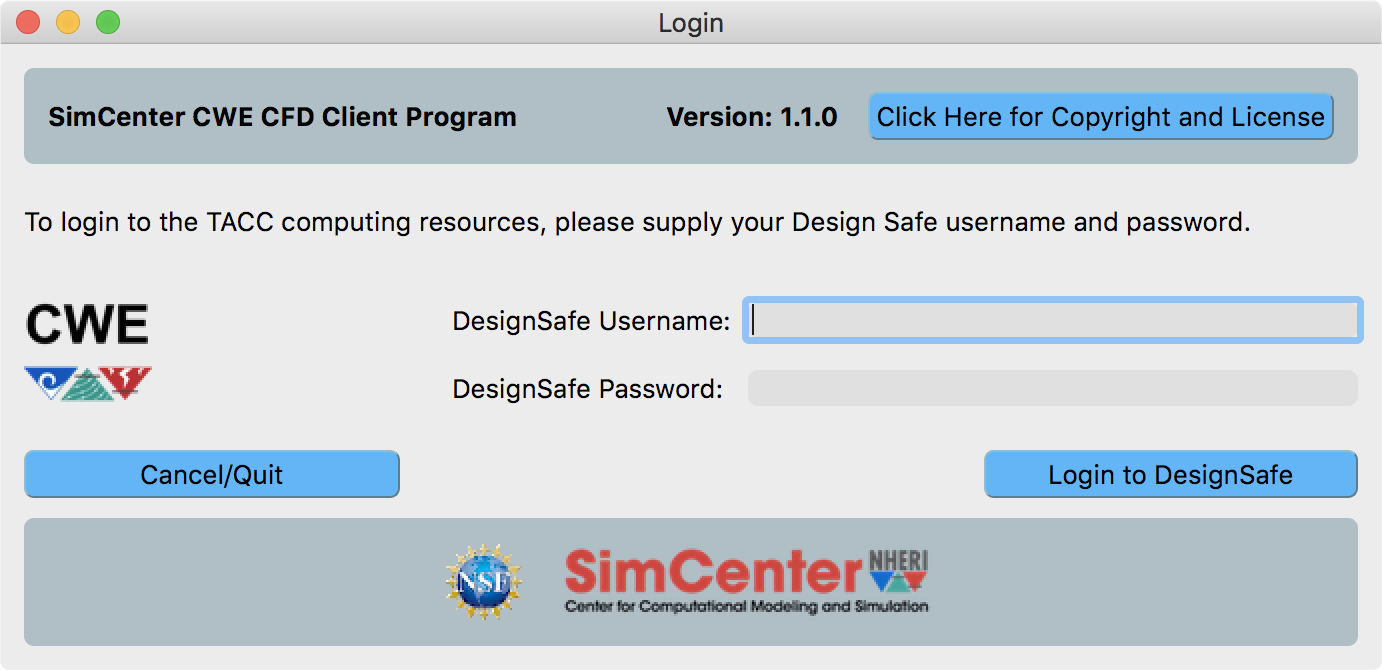 Login
SimCenter CWE CFD Client Program Version: 1.1.0 Click Here for Copyright and License
To login to the TACC computing resources, please supply your Design Safe username and password.
CWE
DesignSafe Username:
DesignSafe Password:
Cancel/Quit Login to DesignSafe
NSF SimCenter NHERI
Center for Computational Modeling and Simulation